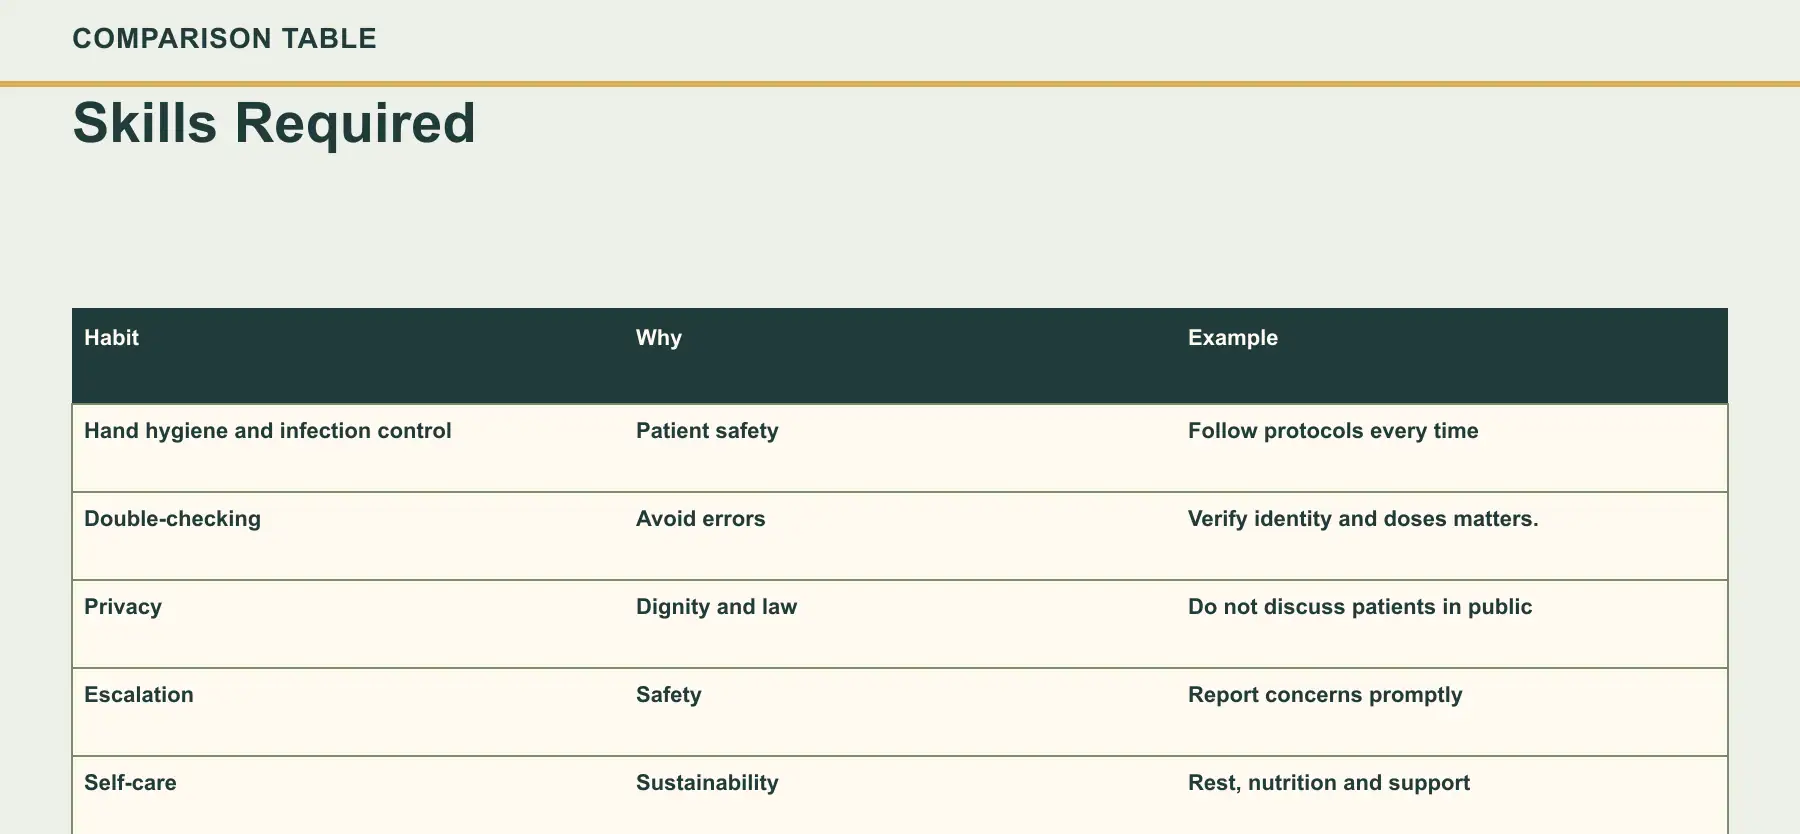 COMPARISON TABLE
Skills Required
Habit Why Example
Hand hygiene and infection control Patient safety Follow protocols every time
Double-checking Avoid errors Verify identity and doses matters.
Privacy Dignity and law Do not discuss patients in public
Escalation Safety Report concerns promptly
Self-care Sustainability Rest, nutrition and support